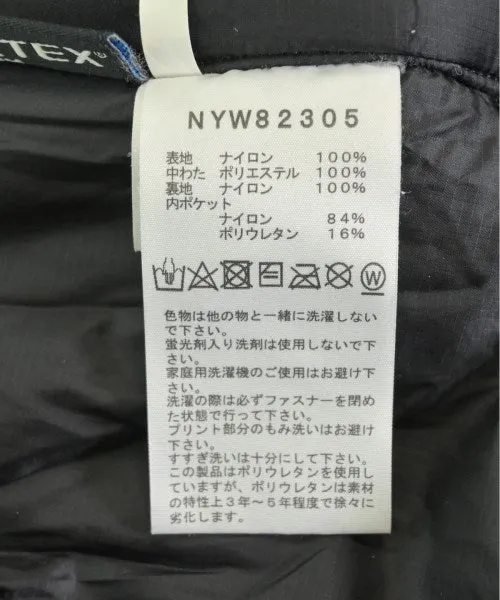 TEX
NYW82305
表地 ナイロン 100%
中わた ポリエステル 100%
裏地 ナイロン 100%
内ポケット
ナイロン 84%
ポリウレタン 16%
W
色物は他の物と一緒に洗濯しない
で下さい。
蛍光剤入り洗剤は使用しないで下
さい。
家庭用洗濯機のご使用はお避け下
さい。
洗濯の際は必ずファスナーを閉め
た状態で行って下さい。
プリント部分のもみ洗いはお避け
下さい。
すすぎ洗いは十分にして下さい。
この製品はポリウレタンを使用し
ていますが、ポリウレタンは素材
の特性上３年〜５年程度で徐々に
劣化します。